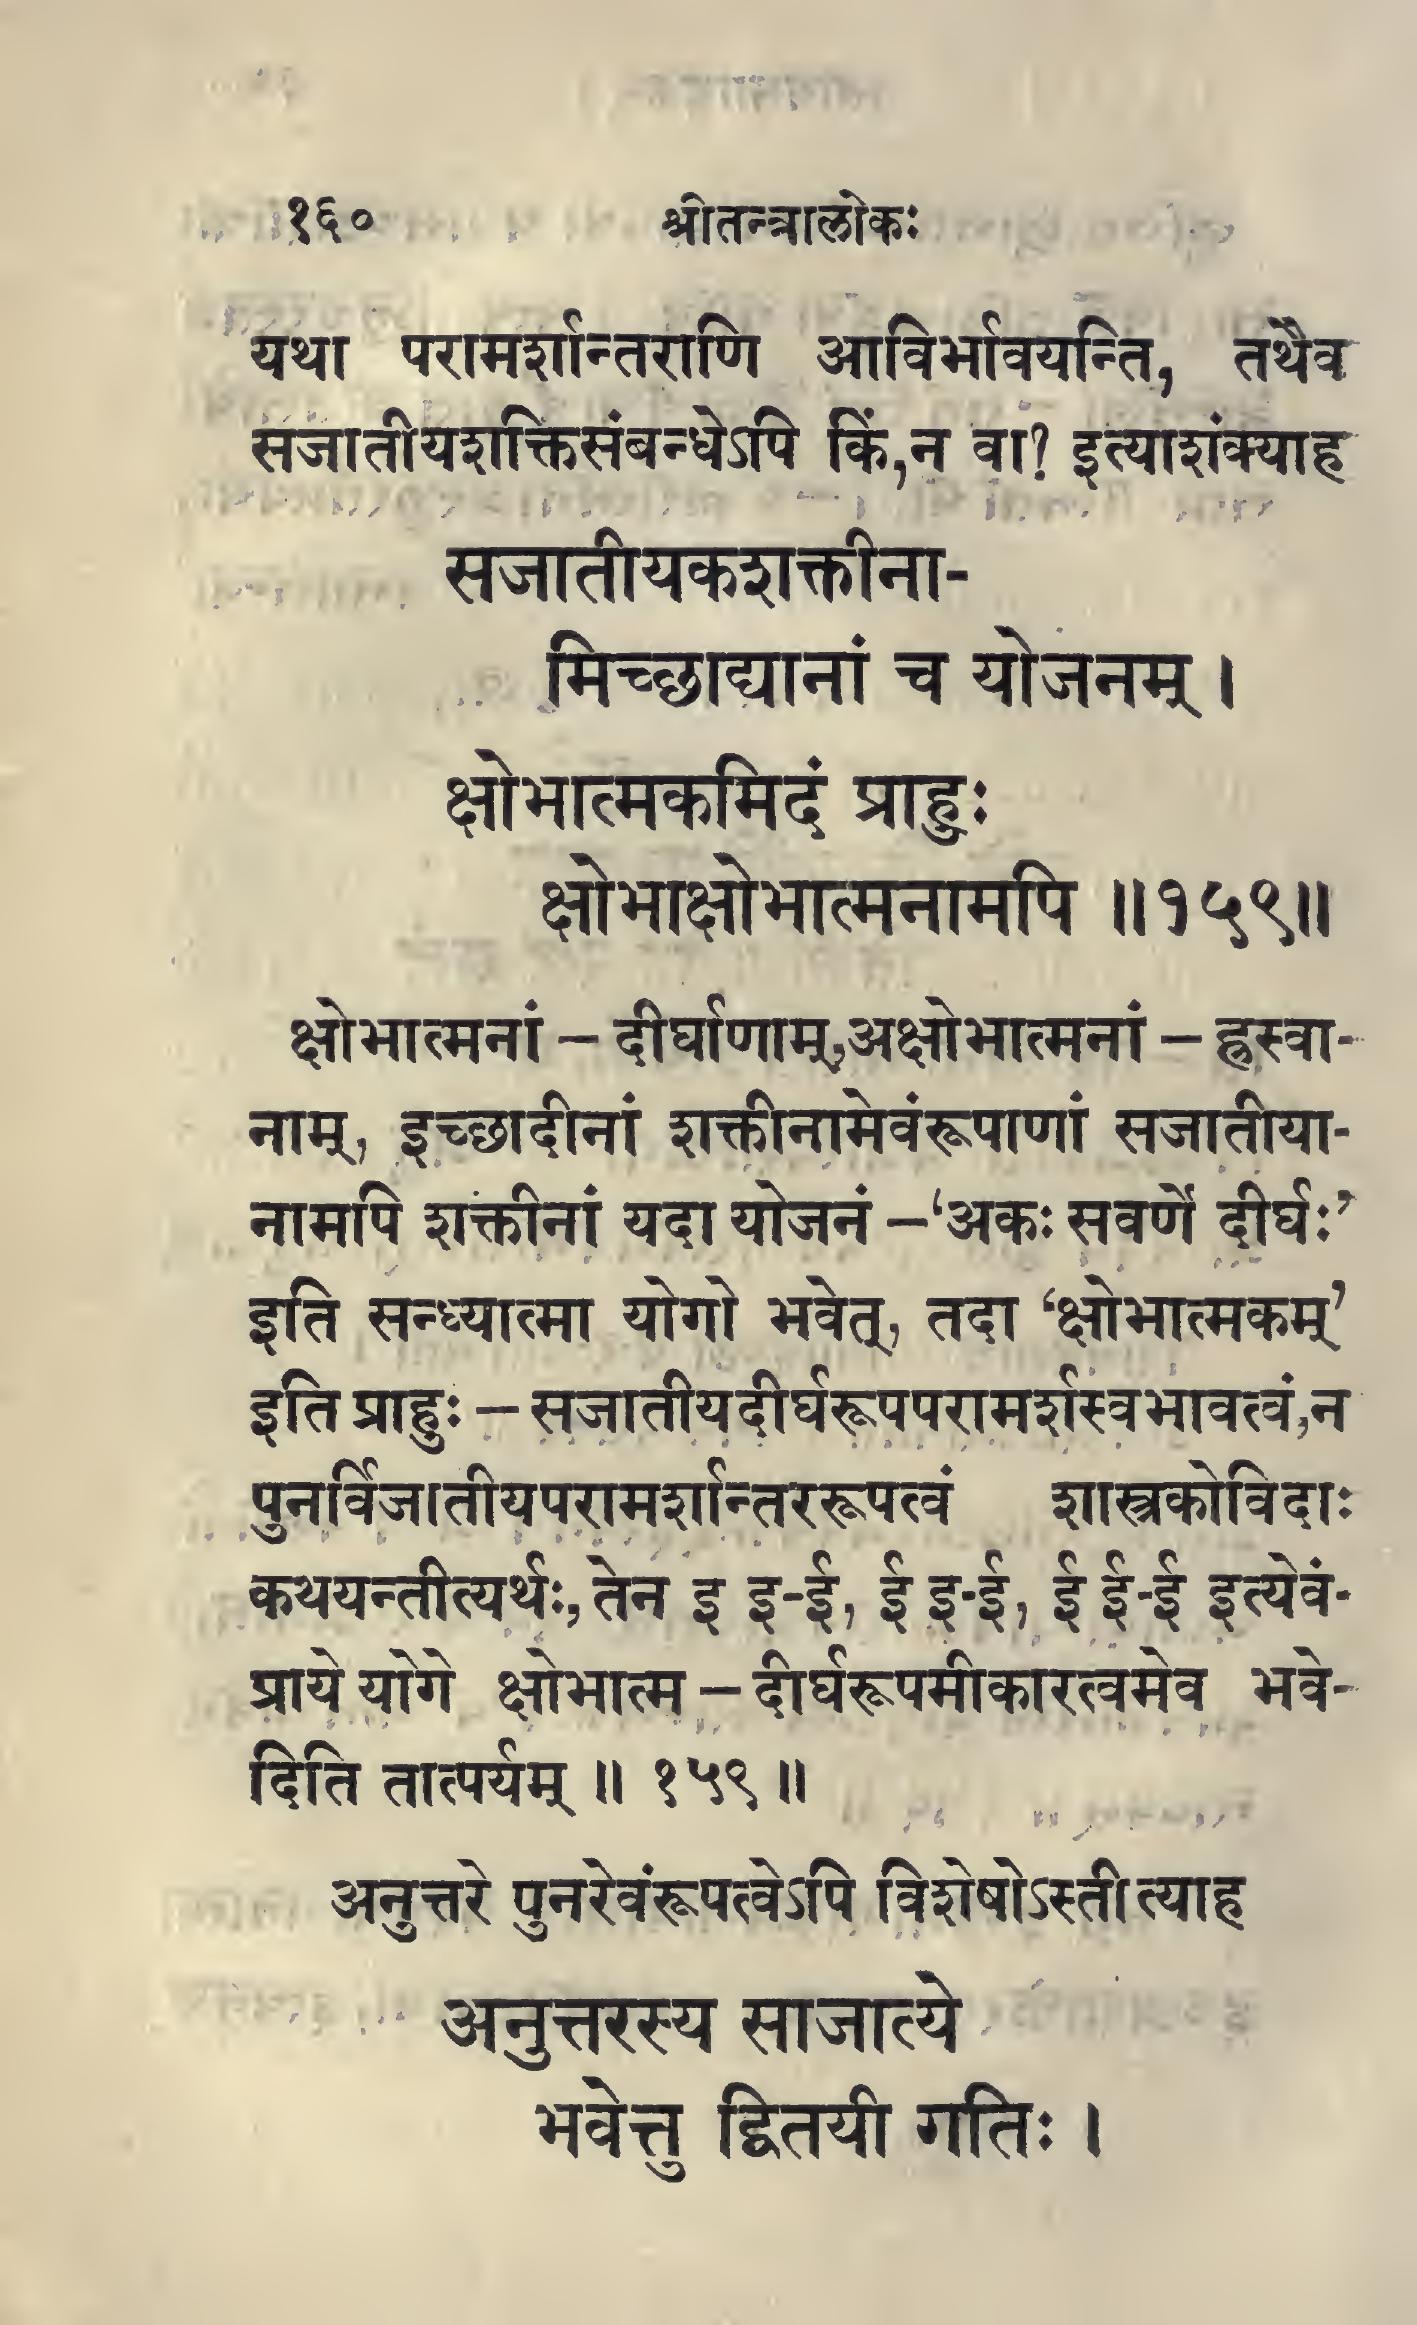 १६० श्रीतन्त्रालोकः
यथा परामर्शान्तराणि आविर्भावयन्ति, तथैव
सजातीयशक्तिसंबन्धेऽपि किं,न वा? इत्याशंक्याह
सजातीयकशक्तीना-
मिच्छाद्यानां च योजनम् ।
क्षोभात्मकमिदं प्राहुः
क्षोभाक्षोभात्मनामपि ॥१५९॥
क्षोभात्मनां – दीर्घाणाम्,अक्षोभात्मनां – ह्रस्वा-
नाम्, इच्छादीनां शक्तीनामेवंरूपाणां सजातीया-
नामपि शक्तीनां यदा योजनं –‘अकः सवर्णे दीर्घः’
इति सन्ध्यात्मा योगो भवेत्, तदा ‘क्षोभात्मकम्’
इति प्राहुः – सजातीयदीर्घरूपपरामर्शस्वभावत्वं,न
पुनर्विजातीयपरामर्शान्तररूपत्वं शास्त्रकोविदाः
कथयन्तीत्यर्थः, तेन इ इ-ई, ई इ-ई, ई ई-ई इत्येवं-
प्राये योगे क्षोभात्म – दीर्घरूपमीकारत्वमेव भवे-
दिति तात्पर्यम् ॥ १५९ ॥
अनुत्तरे पुनरेवंरूपत्वेऽपि विशेषोऽस्तीत्याह
अनुत्तरस्य साजात्ये
भवेत्तु द्वितयी गतिः ।